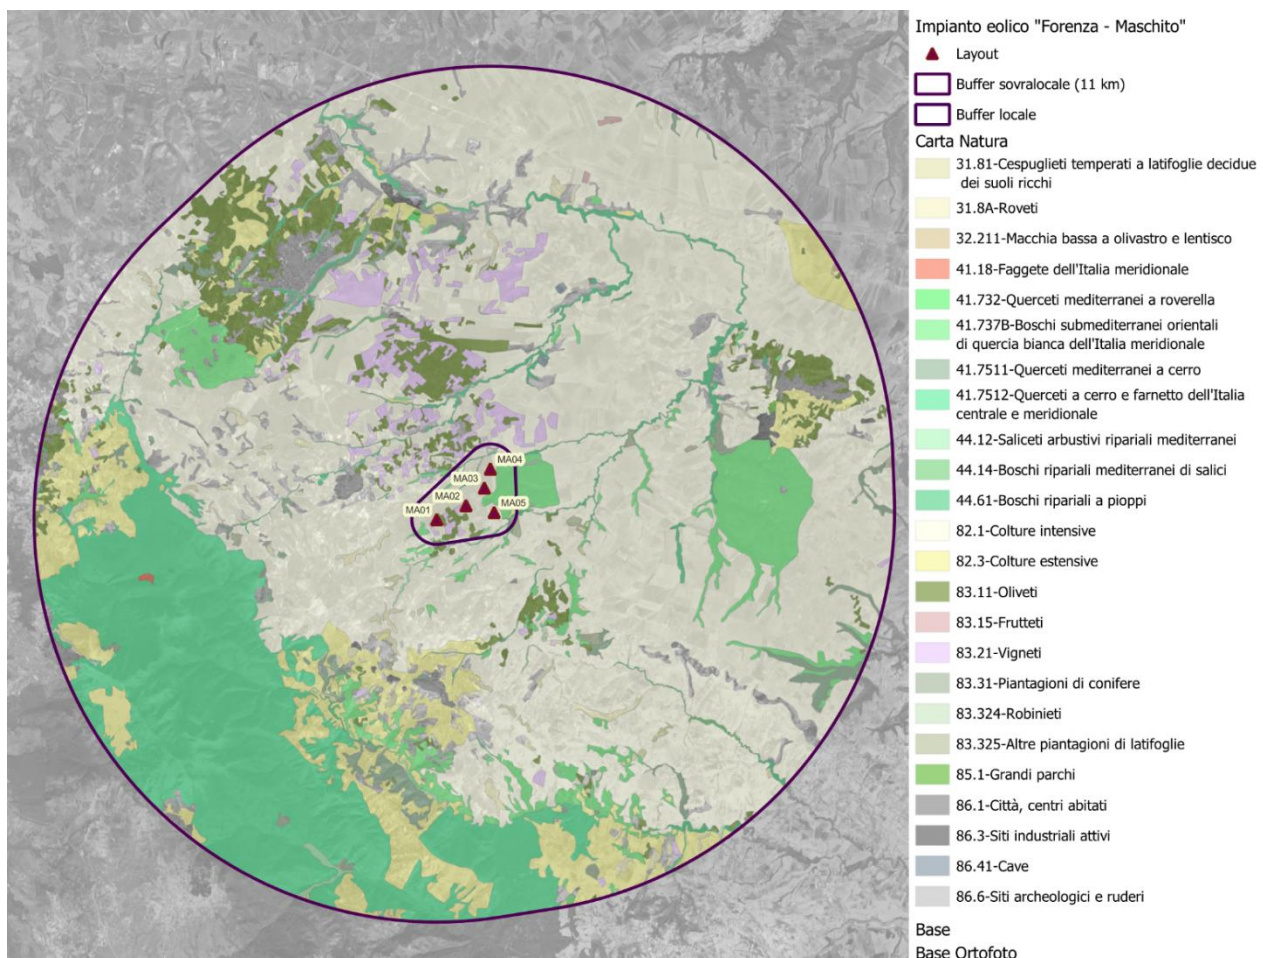 Impianto eolico "Forenza - Maschito"
Layout
Buffer sovralocale (11 km)
Buffer locale
Carta Natura
31.81-Cespuglieti temperati a latifoglie decidue
dei suoli ricchi
31.8A-Roveti
32.211-Macchia bassa a olivastro e lentisco
41.18-Faggete dell'Italia meridionale
41.732-Querceti mediterranei a roverella
41.737B-Boschi submediterranei orientali
di quercia bianca dell'Italia meridionale
41.7511-Querceti mediterranei a cerro
41.7512-Querceti a cerro e farnetto dell'Italia
centrale e meridionale
44.12-Saliceti arbustivi ripariali mediterranei
44.14-Boschi ripariali mediterranei di salici
44.61-Boschi ripariali a pioppi
82.1-Colture intensive
82.3-Colture estensive
83.11-Oliveti
83.15-Frutteti
83.21-Vigneti
83.31-Piantagioni di conifere
83.324-Robinieti
83.325-Altre piantagioni di latifoglie
85.1-Grandi parchi
86.1-Città, centri abitati
86.3-Siti industriali attivi
86.41-Cave
86.6-Siti archeologici e ruderi
Base
Base Ortofoto
MA04
MA03
MA02
MA01
MA05